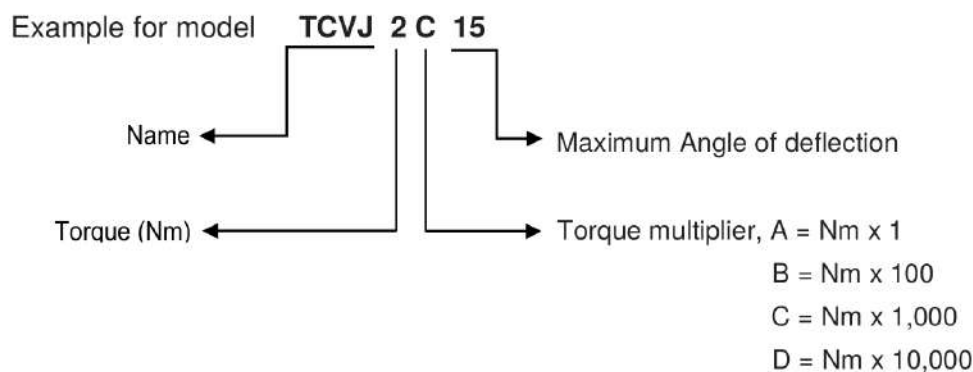 Example for model TCVJ 2 C 15
Name
Maximum Angle of deflection
Torque (Nm)
Torque multiplier, A = Nm x 1
B = Nm x 100
C = Nm x 1,000
D = Nm x 10,000